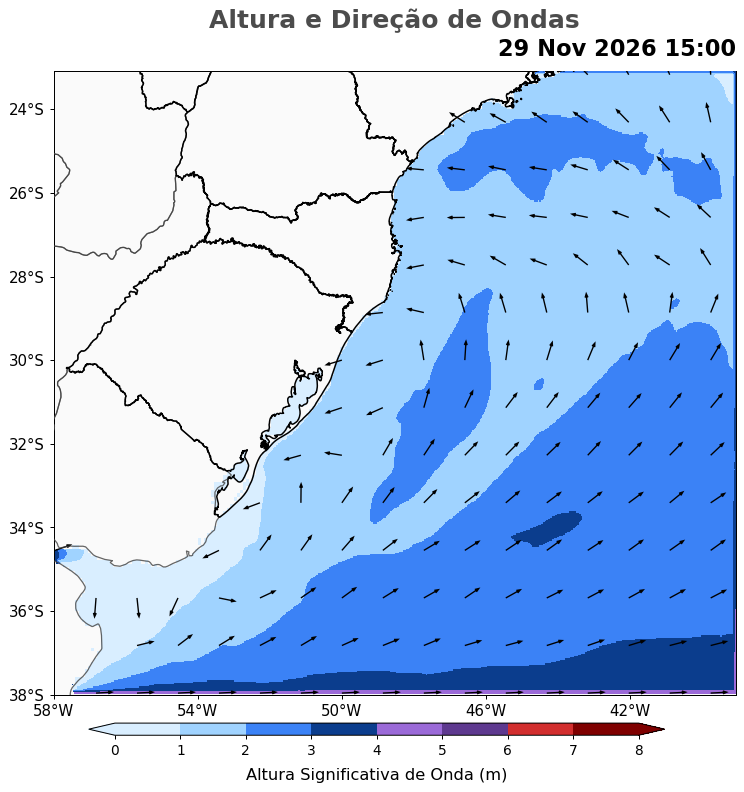 Altura e Direção de Ondas
29 Nov 2026 15:00
24°S
26°S
28°S
30°S
32°S
34°S
36°S
38°S
58°W 54°W 50°W 46°W 42°W
0 1 2 3 4 5 6 7 8
Altura Significativa de Onda (m)